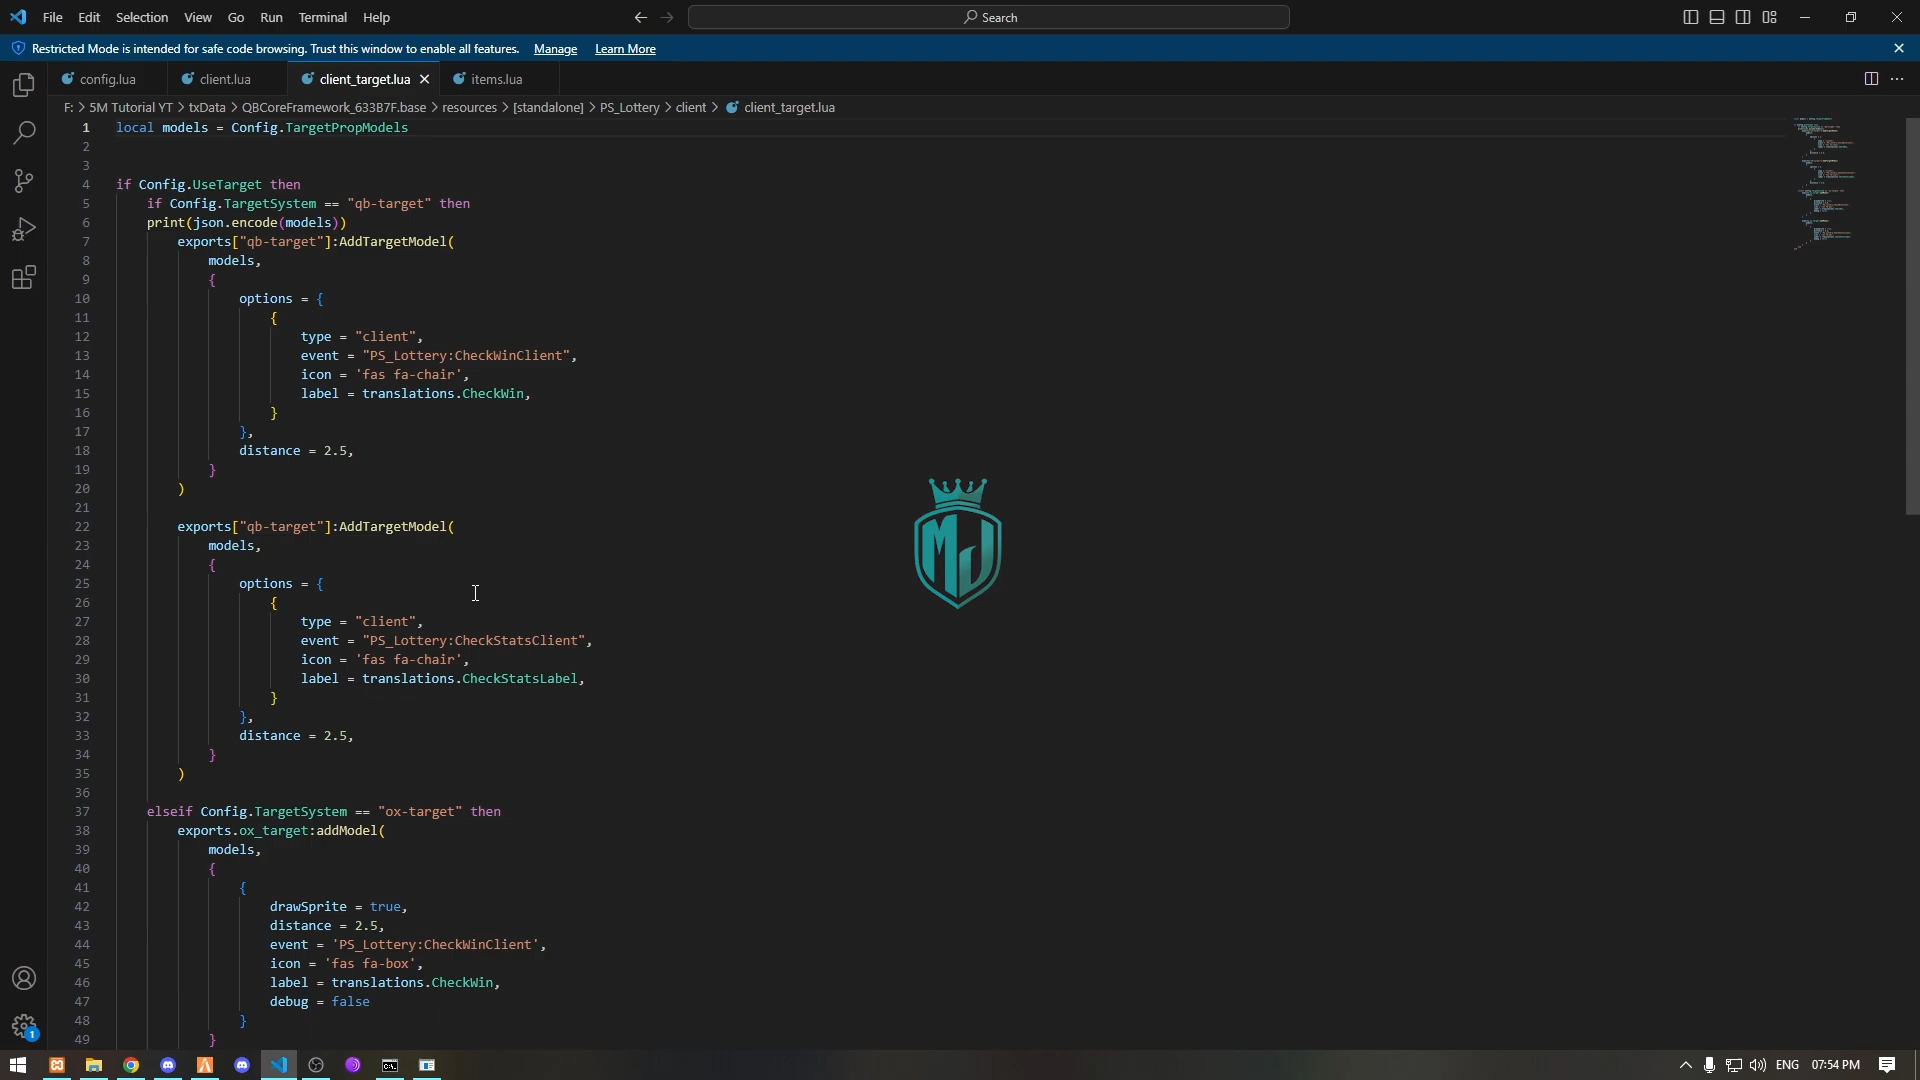 File Edit Selection View Go Run Terminal Help
Search
Restricted Mode is intended for safe code browsing. Trust this window to enable all features. Manage Learn More
config.lua client.lua client_target.lua items.lua
F: > 5M Tutorial YT > txData > QBCoreFramework_633B7F.base > resources > [standalone] > PS_Lottery > client > client_target.lua
1 local models = Config.TargetPropModels
2
3
4 if Config.UseTarget then
5 if Config.TargetSystem == "qb-target" then
6 print(json.encode(models))
7 exports["qb-target"]:AddTargetModel(
8 models,
9 {
10 options = {
11 {
12 type = "client",
13 event = "PS_Lottery:CheckWinClient",
14 icon = 'fas fa-chair',
15 label = translations.CheckWin,
16 }
17 },
18 distance = 2.5,
19 }
20 )
21
22 exports["qb-target"]:AddTargetModel(
23 models,
24 {
25 options = {
26 {
27 type = "client",
28 event = "PS_Lottery:CheckStatsClient",
29 icon = 'fas fa-chair',
30 label = translations.CheckStatsLabel,
31 }
32 },
33 distance = 2.5,
34 }
35 )
36
37 elseif Config.TargetSystem == "ox-target" then
38 exports.ox_target:addModel(
39 models,
40 {
41 {
42 drawSprite = true,
43 distance = 2.5,
44 event = 'PS_Lottery:CheckWinClient',
45 icon = 'fas fa-box',
46 label = translations.CheckWin,
47 debug = false
48 }
49 }
MJ
1
ENG 07:54 PM